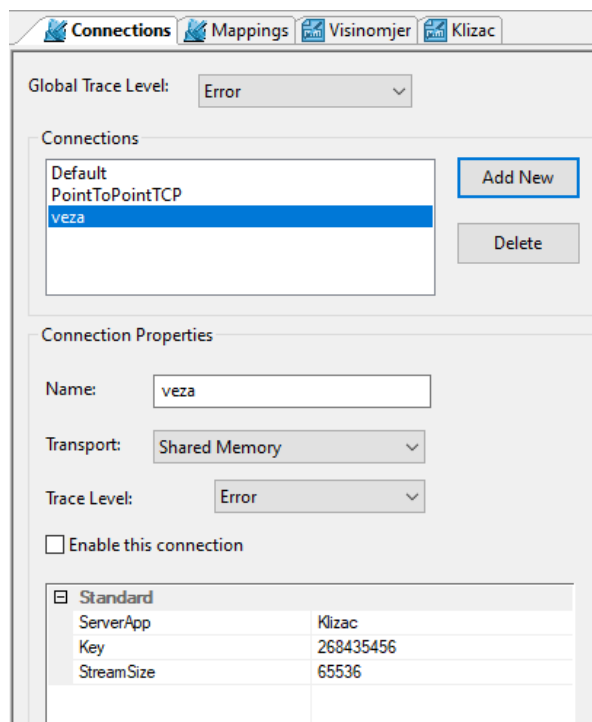 Connections Mappings Visinomjer Klizac
Global Trace Level: Error
Connections
Default
PointToPointTCP
veza
Add New
Delete
Connection Properties
Name: veza
Transport: Shared Memory
Trace Level: Error
Enable this connection
Standard
ServerApp Klizac
Key 268435456
StreamSize 65536